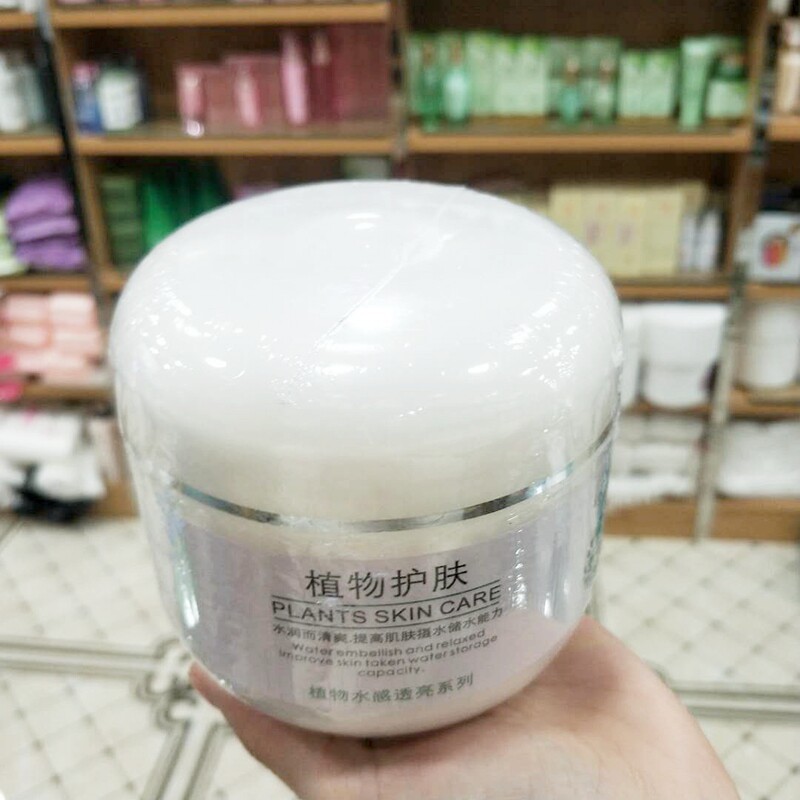 植物护肤
PLANTS SKIN CARE
水润而清爽,提高肌肤摄水储水能力
Water embellish and relaxed
improve skin taken water storage
capacity.
植物水感透亮系列